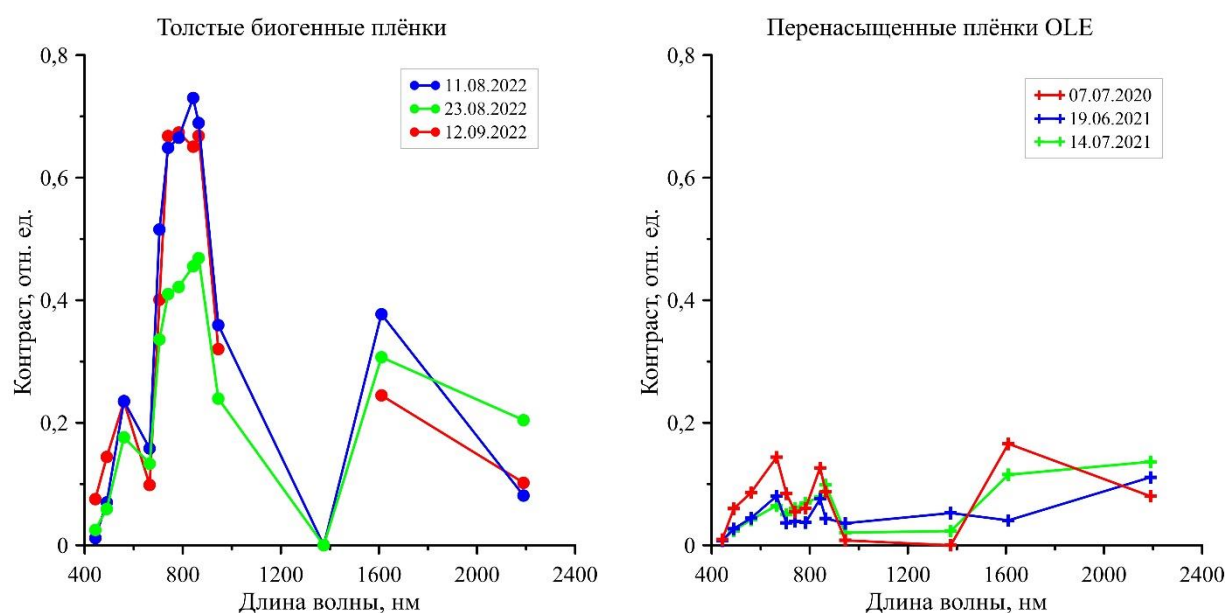 Толстые биогенные плёнки
0,8
0,6
0,4
0,2
0
Контраст, отн. ед.
11.08.2022
23.08.2022
12.09.2022
400 800 1200 1600 2000 2400
Длина волны, нм
Перенасыщенные плёнки OLE
0,8
0,6
0,4
0,2
0
Контраст, отн. ед.
07.07.2020
19.06.2021
14.07.2021
400 800 1200 1600 2000 2400
Длина волны, нм